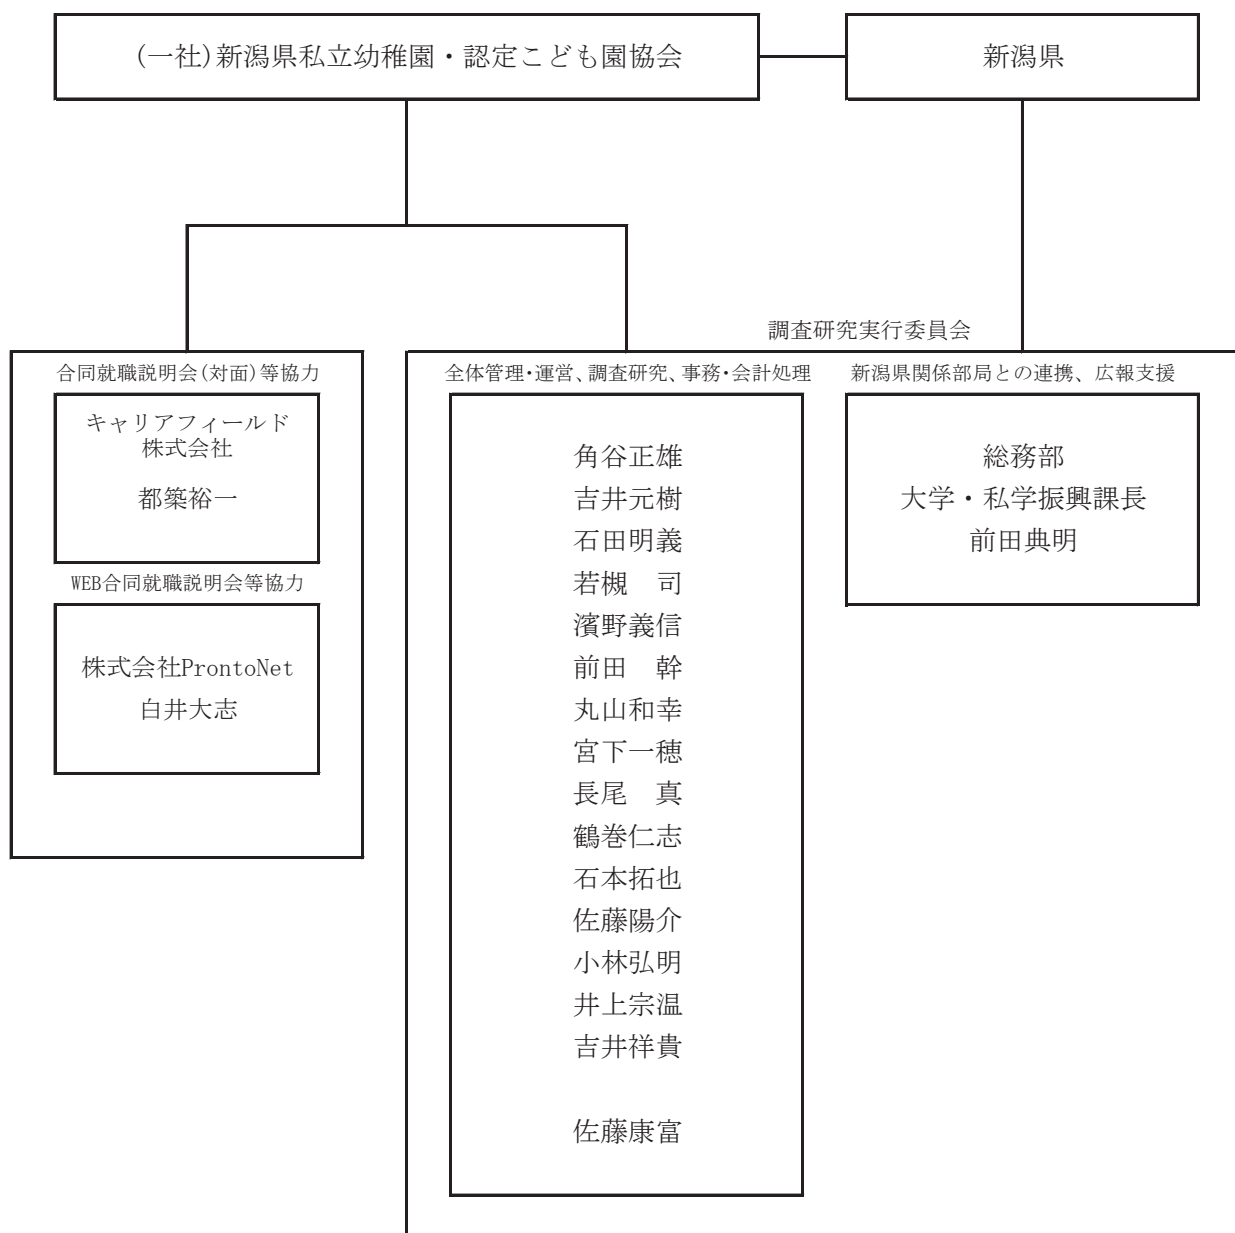 (一社)新潟県私立幼稚園・認定こども園協会
新潟県
調査研究実行委員会
合同就職説明会(対面)等協力
キャリアフィールド
株式会社
都築裕一
WEB合同就職説明会等協力
株式会社ProntoNet
白井大志
全体管理・運営、調査研究、事務・会計処理
角谷正雄
吉井元樹
石田明義
若槻　司
濱野義信
前田　幹
丸山和幸
宮下一穂
長尾　真
鶴巻仁志
石本拓也
佐藤陽介
小林弘明
井上宗温
吉井祥貴
佐藤康富
新潟県関係部局との連携、広報支援
総務部
大学・私学振興課長
前田典明